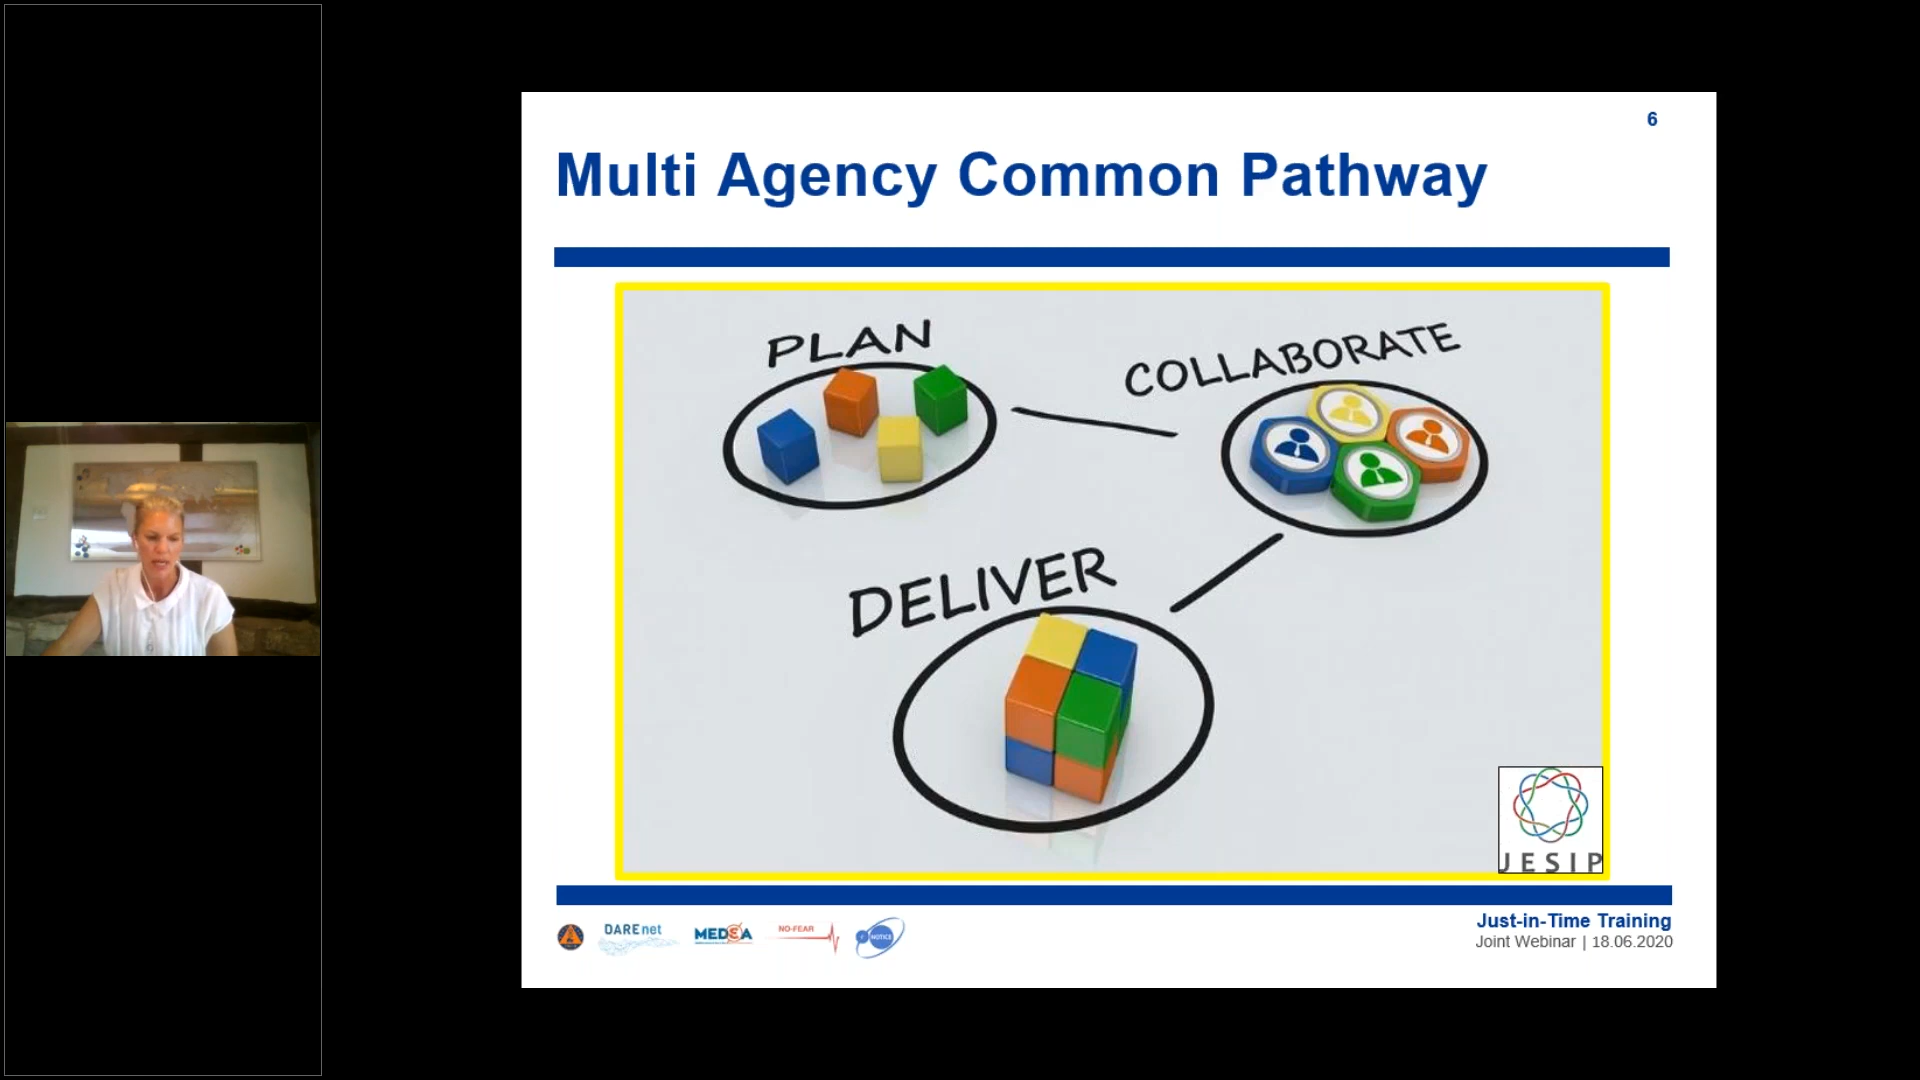 6
Multi Agency Common Pathway
PLAN
COLLABORATE
DELIVER
JESIP
DAREnet
MEDEA
NO-FEAR
NOTICE
Just-in-Time Training
Joint Webinar | 18.06.2020